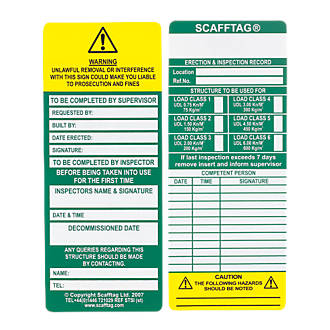 WARNING
UNLAWFUL REMOVAL OR INTERFERENCE
WITH THIS SIGN COULD MAKE YOU LIABLE
TO PROSECUTION AND FINES
TO BE COMPLETED BY SUPERVISOR
REQUESTED BY:
BUILT BY:
DATE ERECTED:
SIGNATURE:
TO BE COMPLETED BY INSPECTOR
BEFORE BEING TAKEN INTO USE
FOR THE FIRST TIME
INSPECTORS NAME & SIGNATURE
DATE & TIME
DECOMMISSIONED DATE
ANY QUERIES REGARDING THIS
STRUCTURE SHOULD BE MADE
BY CONTACTING.
NAME:
TEL:
© Copyright Scafftag Ltd. 2007
TEL+44(0)1446 721029 REF STSI (st)
www.scafftag.com
SCAFFTAG®
ERECTION & INSPECTION RECORD
Location
Ref.No.
STRUCTURE TO BE USED FOR
LOAD CLASS 1
UDL 0.75 Kn/M²
75 Kg/m²
LOAD CLASS 4
UDL 3.00 Kn/M²
300 Kg/m²
LOAD CLASS 2
UDL 1.50 Kn/M²
150 Kg/m²
LOAD CLASS 5
UDL 4.50 Kn/M²
450 Kg/m²
LOAD CLASS 3
UDL 2.00 Kn/M²
200 Kg/m²
LOAD CLASS 6
UDL 6.00 Kn/M²
600 Kg/m²
If last inspection exceeds 7 days
remove insert and inform supervisor
COMPETENT PERSON
DATE TIME SIGNATURE
CAUTION
THE FOLLOWING HAZARDS
SHOULD BE NOTED